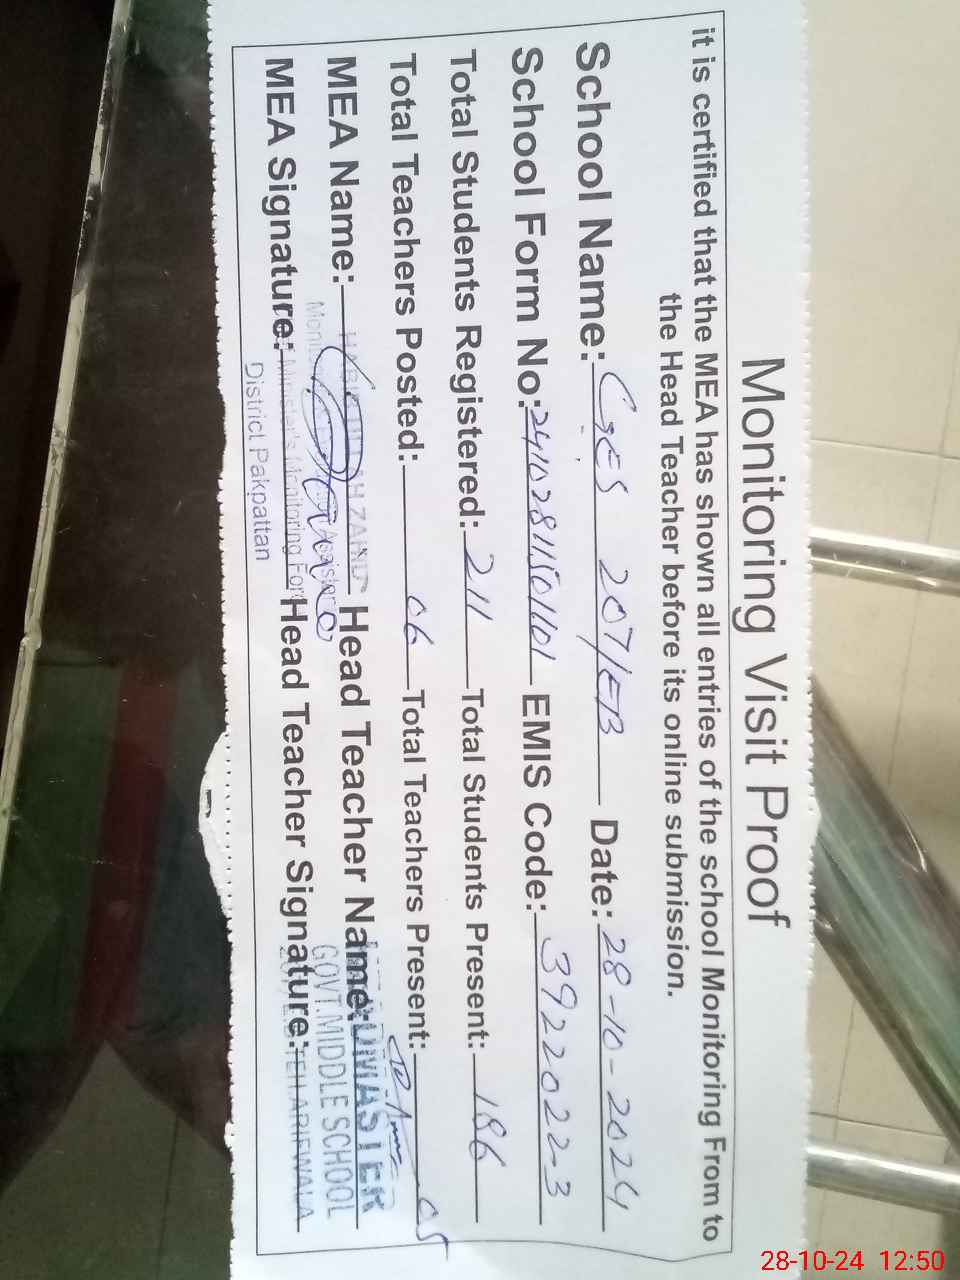 Monitoring Visit Proof
it is certified that the MEA has shown all entries of the school Monitoring From to
the Head Teacher before its online submission.
School Name: GES 207/EB Date: 28-10-2024
School Form No: 24102811501101 EMIS Code: 39220223
Total Students Registered: 211 Total Students Present: 186
Total Teachers Posted: 06 Total Teachers Present: 05
MEA Name: Head Teacher Name: HEADMASTER
GOVT.MIDDLE SCHOOL
MEA Signature: Head Teacher Signature: ARIFWALA
District Pakpattan
28-10-24 12:50